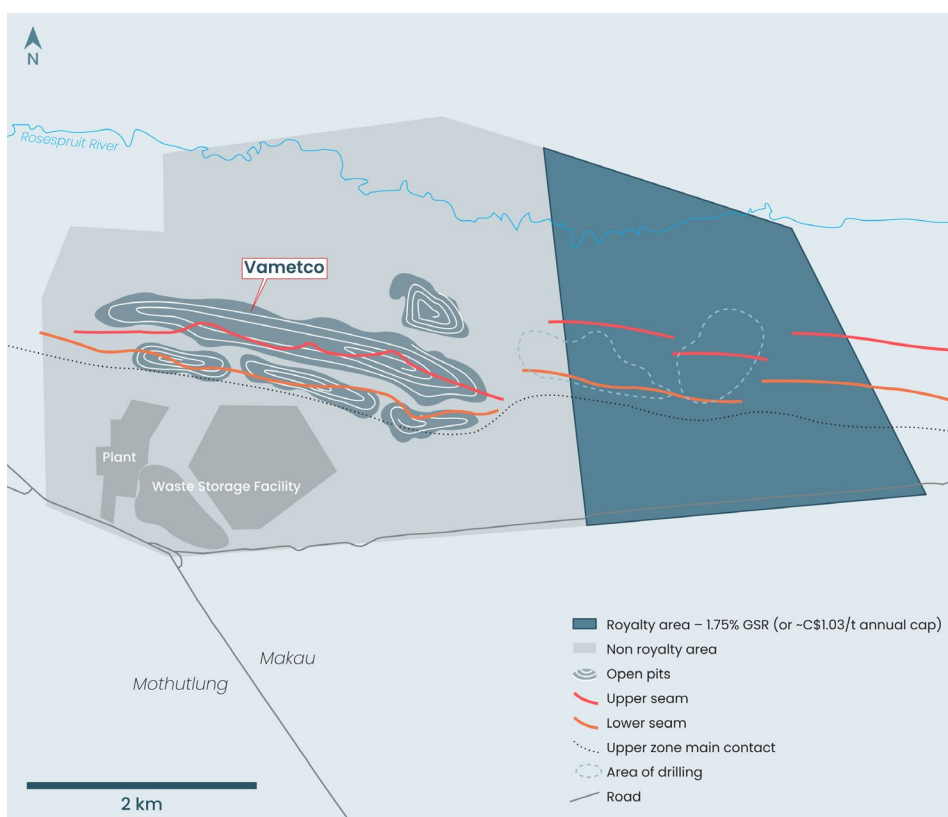 N
Rosespruit River
Vametco
Plant
Waste Storage Facility
Makau
Mothutlung
Royalty area – 1.75% GSR (or ~C$1.03/t annual cap)
Non royalty area
Open pits
Upper seam
Lower seam
Upper zone main contact
Area of drilling
Road
2 km